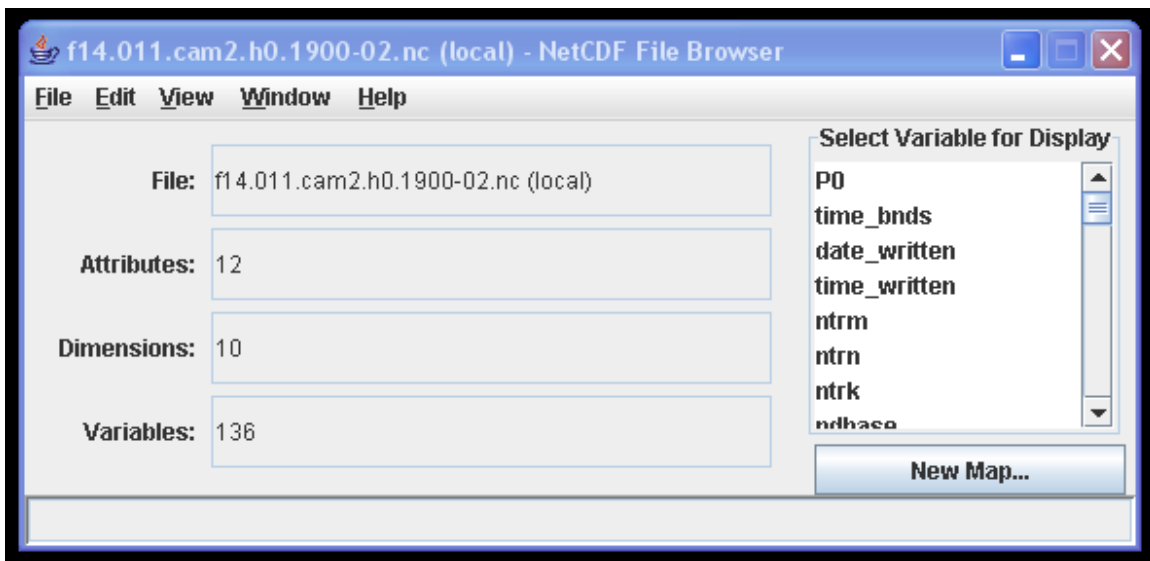 f14.011.cam2.h0.1900-02.nc (local) - NetCDF File Browser
File Edit View Window Help
File: f14.011.cam2.h0.1900-02.nc (local)
Attributes: 12
Dimensions: 10
Variables: 136
Select Variable for Display
P0
time_bnds
date_written
time_written
ntrm
ntrn
ntrk
ndbase
New Map...